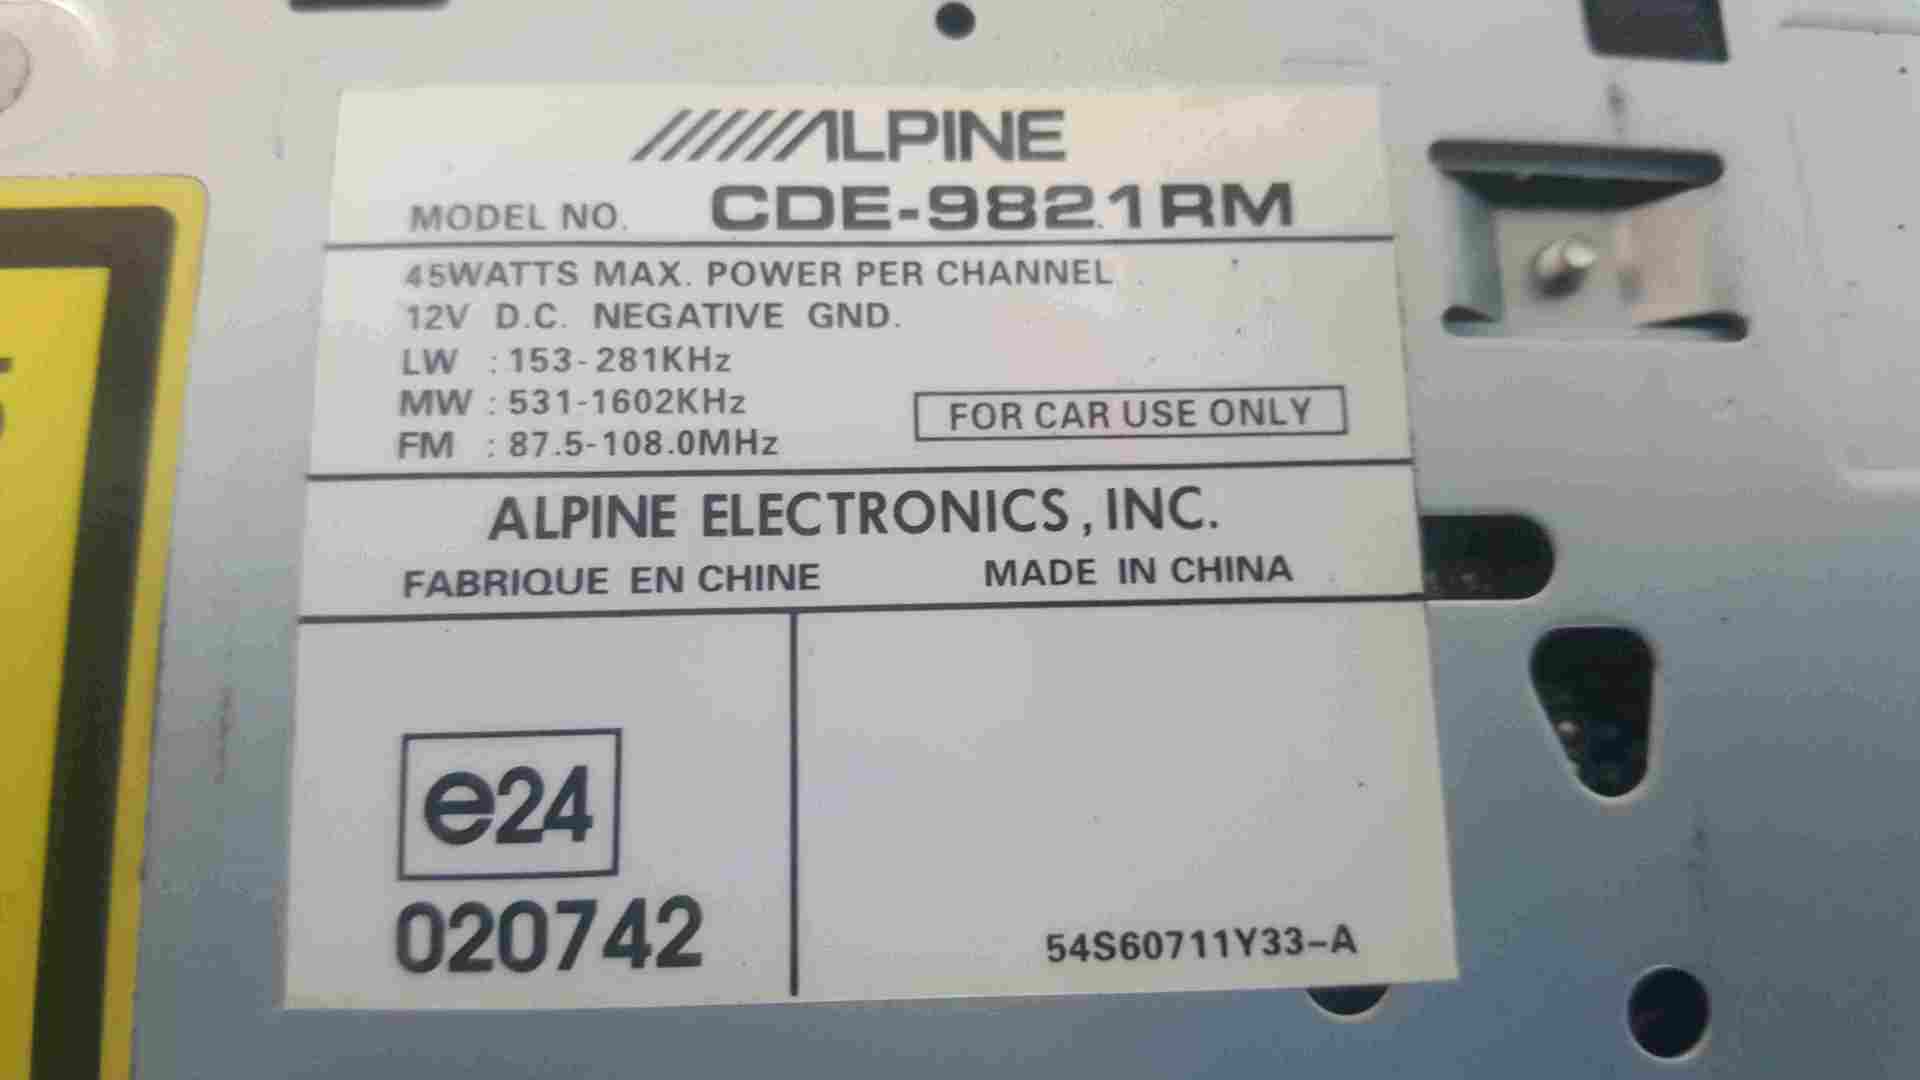 ALPINE
MODEL NO. CDE-9821RM
45WATTS MAX. POWER PER CHANNEL
12V D.C. NEGATIVE GND.
LW : 153-281KHz
MW : 531-1602KHz
FM : 87.5-108.0MHz
FOR CAR USE ONLY
ALPINE ELECTRONICS, INC.
FABRIQUE EN CHINE MADE IN CHINA
e24
020742
54S60711Y33-A